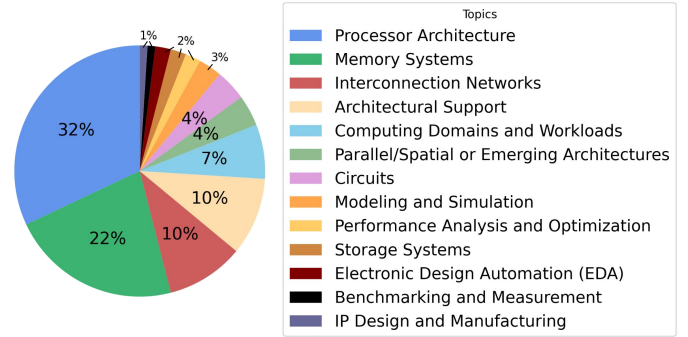 1%
2%
3%
4%
4%
7%
10%
10%
22%
32%
Topics
Processor Architecture
Memory Systems
Interconnection Networks
Architectural Support
Computing Domains and Workloads
Parallel/Spatial or Emerging Architectures
Circuits
Modeling and Simulation
Performance Analysis and Optimization
Storage Systems
Electronic Design Automation (EDA)
Benchmarking and Measurement
IP Design and Manufacturing